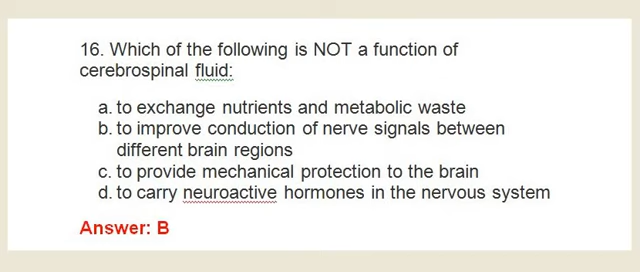 16. Which of the following is NOT a function of
cerebrospinal fluid:
a. to exchange nutrients and metabolic waste
b. to improve conduction of nerve signals between
different brain regions
c. to provide mechanical protection to the brain
d. to carry neuroactive hormones in the nervous system
Answer: B